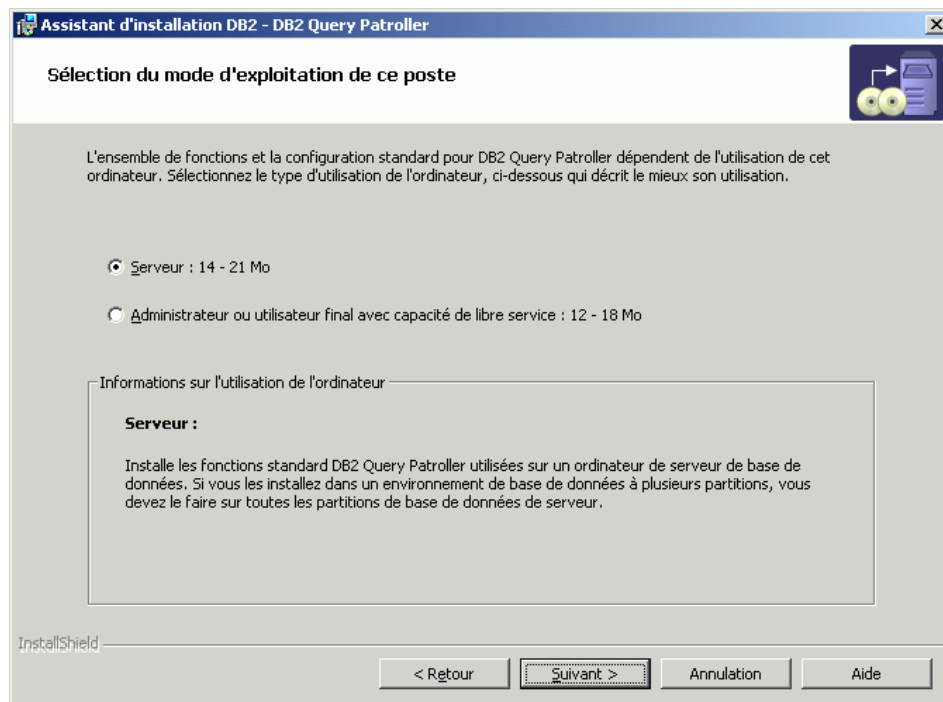 Assistant d'installation DB2 - DB2 Query Patroller
Sélection du mode d'exploitation de ce poste
L'ensemble de fonctions et la configuration standard pour DB2 Query Patroller dépendent de l'utilisation de cet
ordinateur. Sélectionnez le type d'utilisation de l'ordinateur, ci-dessous qui décrit le mieux son utilisation.
Serveur : 14 - 21 Mo
Administrateur ou utilisateur final avec capacité de libre service : 12 - 18 Mo
Informations sur l'utilisation de l'ordinateur
Serveur :
Installe les fonctions standard DB2 Query Patroller utilisées sur un ordinateur de serveur de base de
données. Si vous les installez dans un environnement de base de données à plusieurs partitions, vous
devez le faire sur toutes les partitions de base de données de serveur.
InstallShield
< Retour
Suivant >
Annulation
Aide